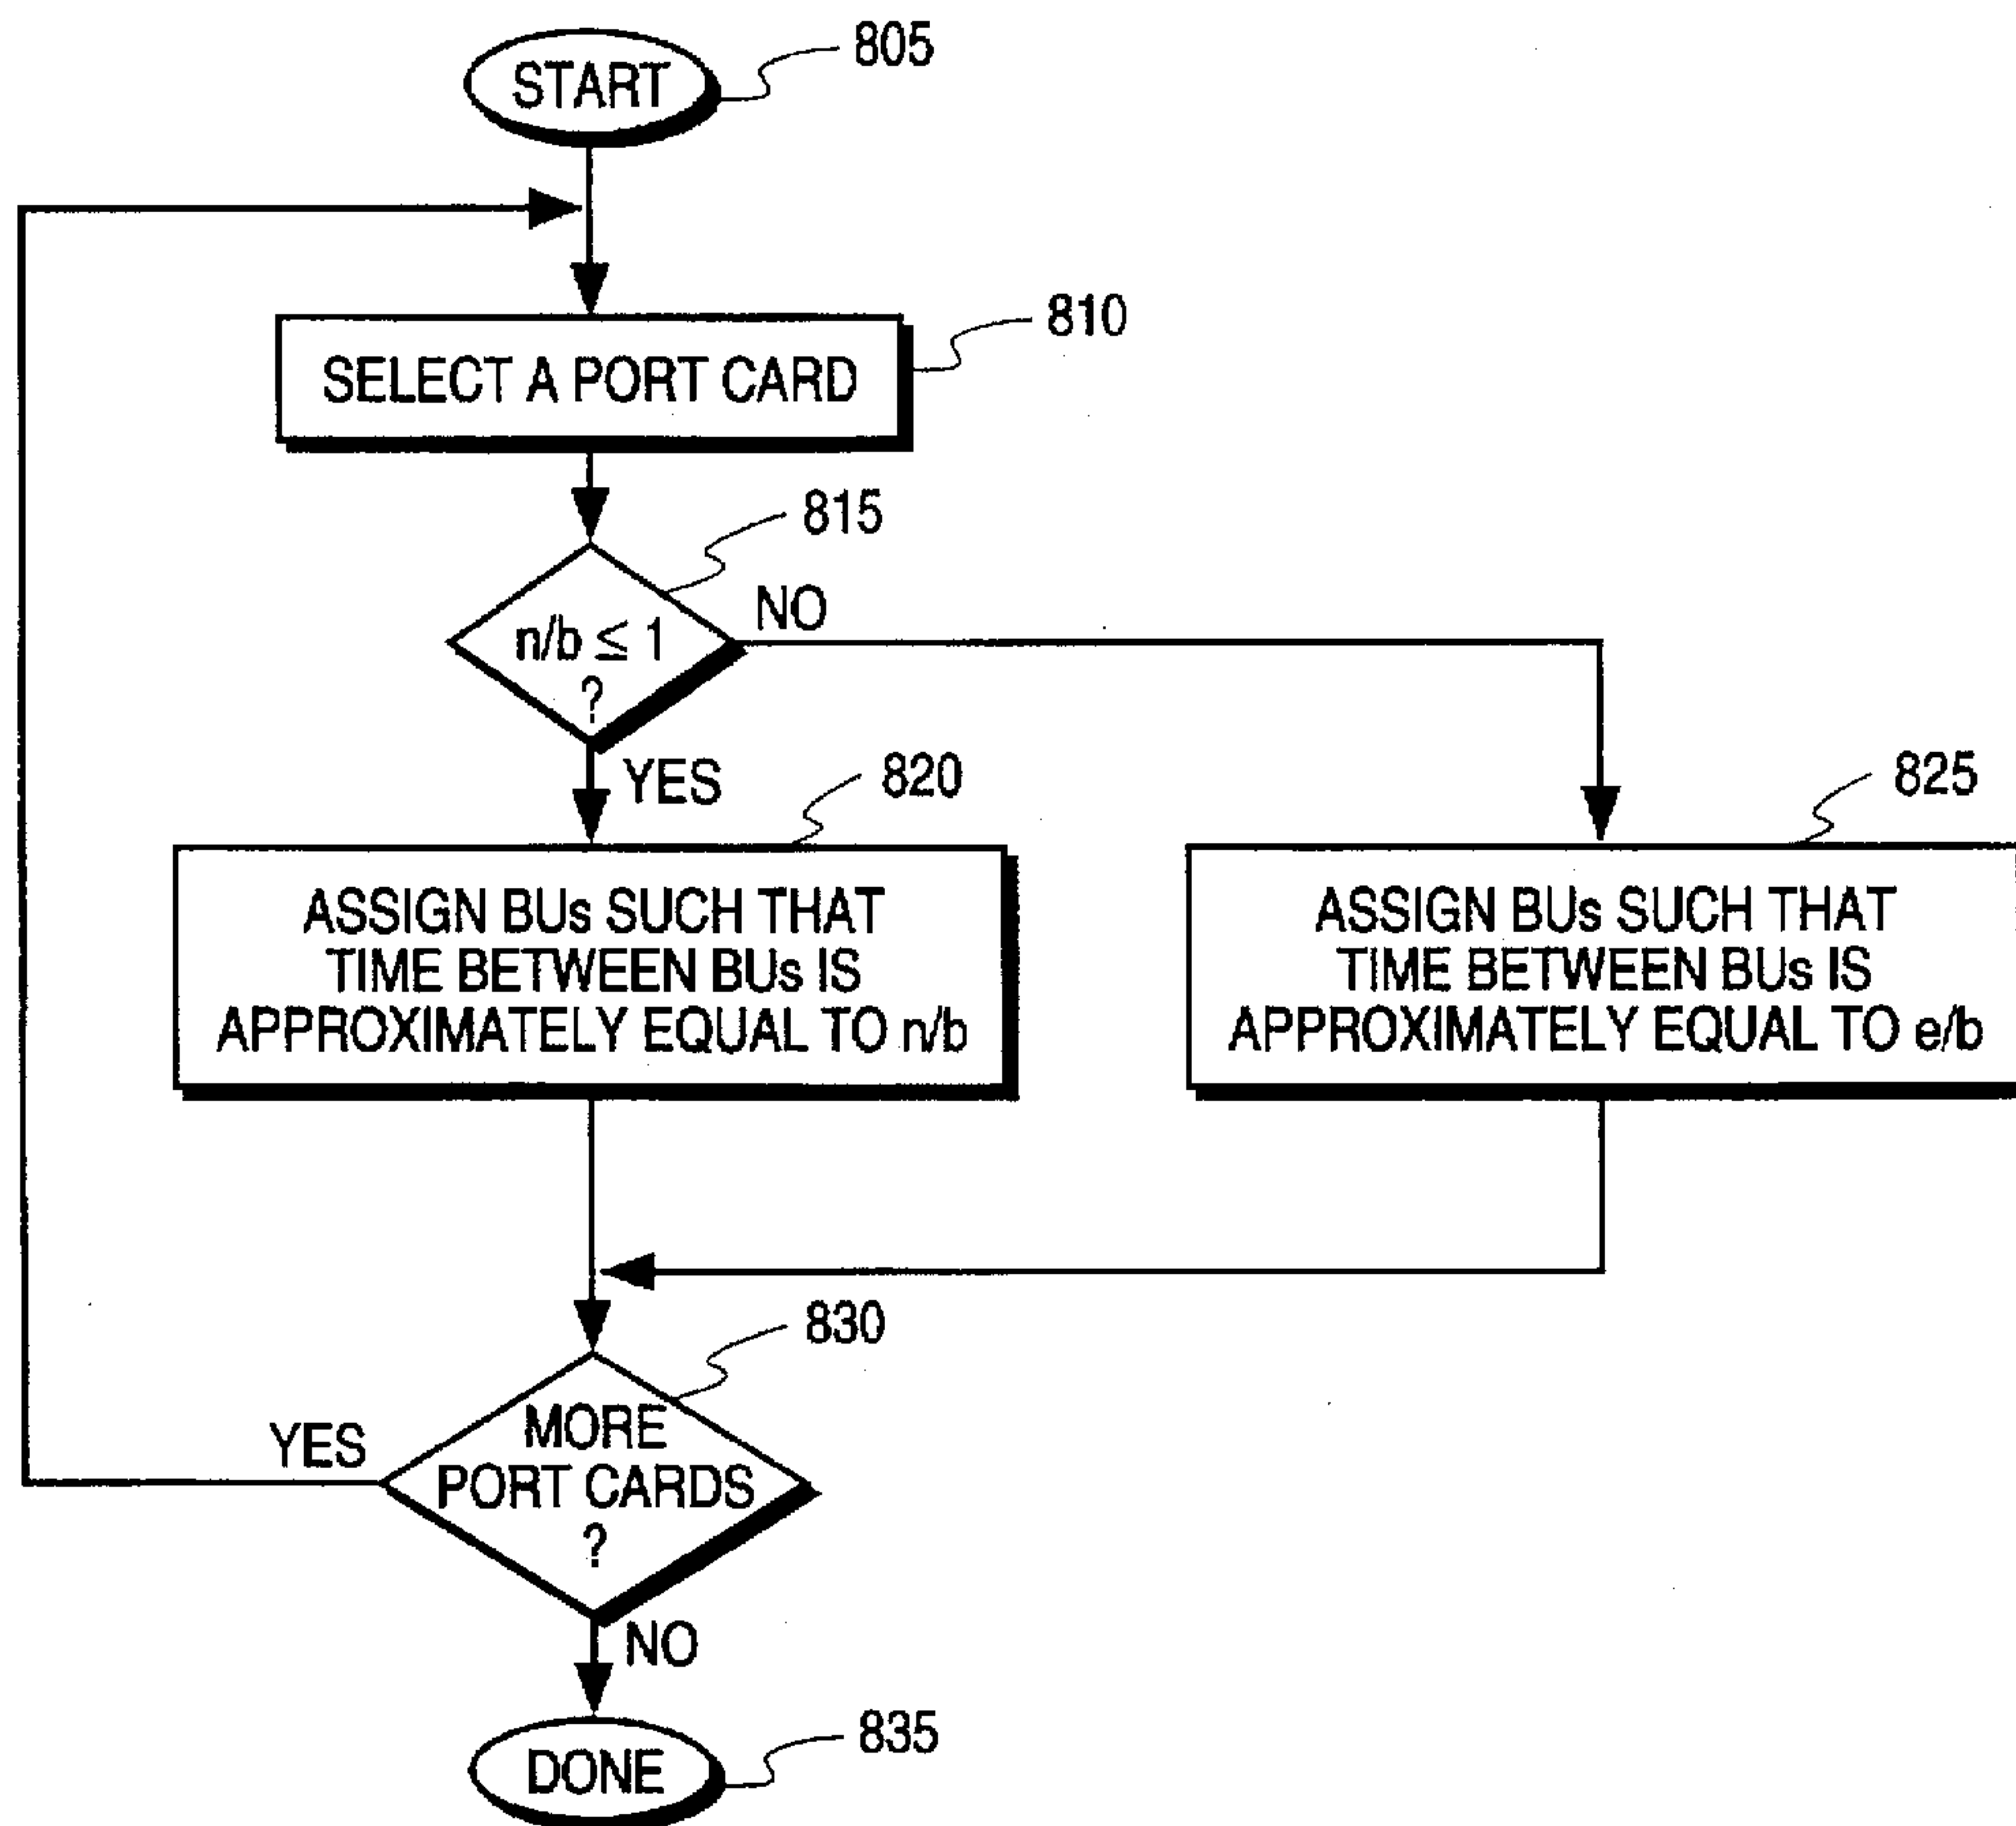 START
805
SELECT A PORT CARD
810
815
n/b ≤ 1
?
NO
YES
820
825
ASSIGN BUs SUCH THAT
TIME BETWEEN BUs IS
APPROXIMATELY EQUAL TO n/b
ASSIGN BUs SUCH THAT
TIME BETWEEN BUs IS
APPROXIMATELY EQUAL TO e/b
830
MORE
PORT CARDS
?
YES
NO
DONE
835